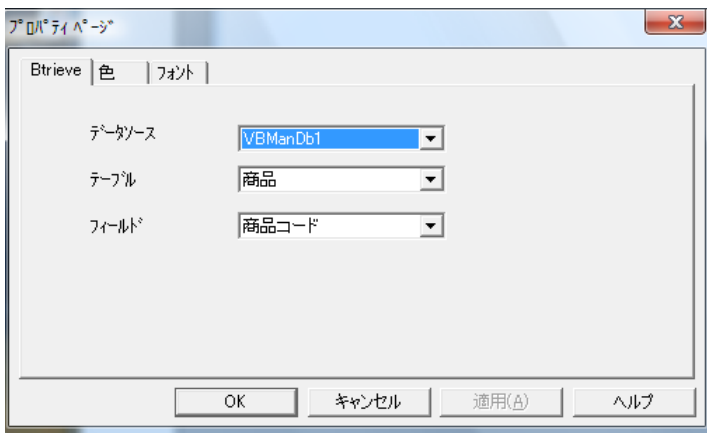 ﾌﾟﾛﾊﾟﾃｨ ﾍﾟｰｼﾞ
Btrieve 色 ﾌｫﾝﾄ
ﾃﾞｰﾀｿｰｽ VBManDb1
ﾃｰﾌﾞﾙ 商品
ﾌｨｰﾙﾄﾞ 商品コード
OK キャンセル 適用(A) ヘルプ